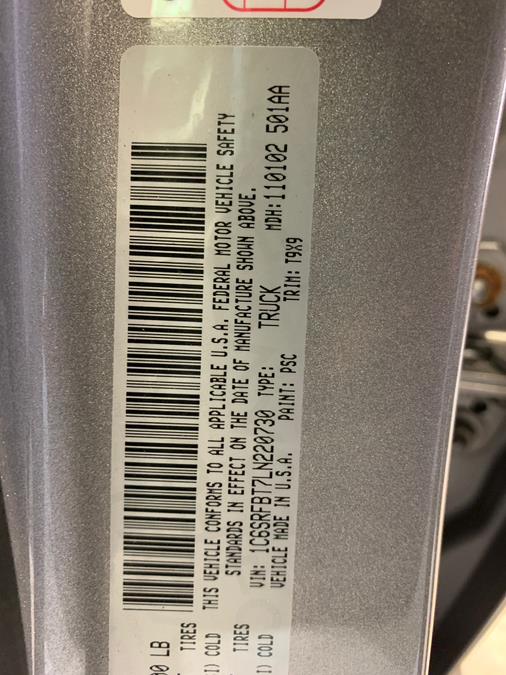 00 LB
TIRES
I) COLD
THIS VEHICLE CONFORMS TO ALL APPLICABLE U.S.A. FEDERAL MOTOR VEHICLE SAFETY
STANDARDS IN EFFECT ON THE DATE OF MANUFACTURE SHOWN ABOVE.
TIRES
I) COLD
VIN: 1C6SRFBT7LN220730 TYPE: TRUCK MDH:110102 501AA
VEHICLE MADE IN U.S.A. PAINT: PSC TRIM: T9X9